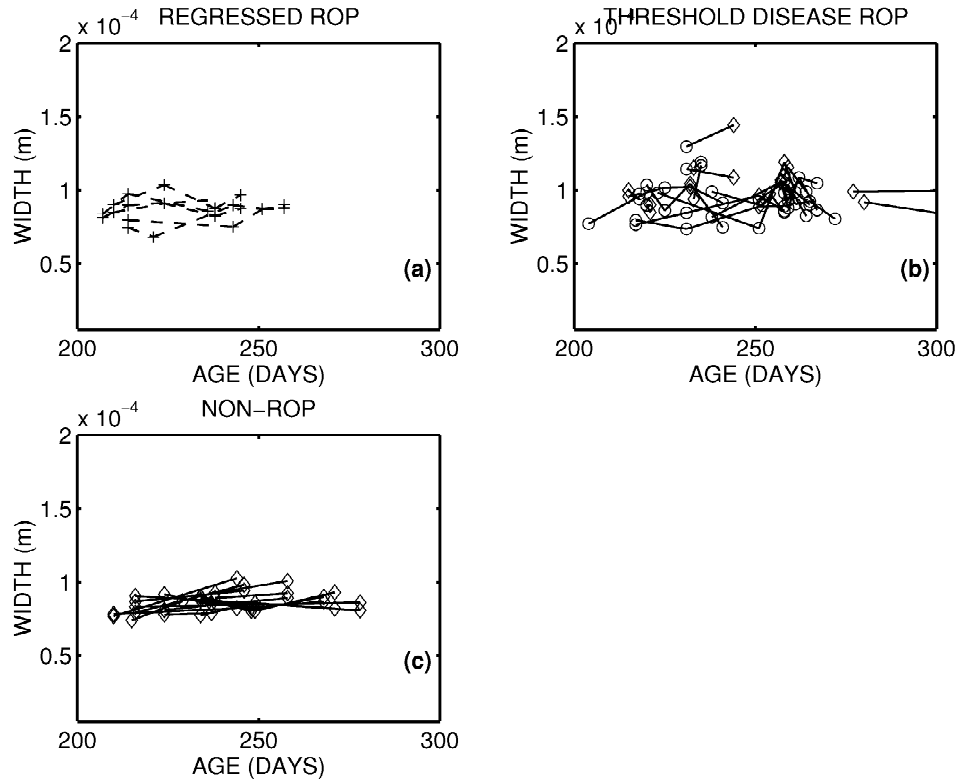 REGRESSED ROP
x 10−4
2
1.5
1
0.5
WIDTH (m)
(a)
200 250 300
AGE (DAYS)
THRESHOLD DISEASE ROP
x 10−4
2
1.5
1
0.5
WIDTH (m)
(b)
200 250 300
AGE (DAYS)
NON−ROP
x 10−4
2
1.5
1
0.5
WIDTH (m)
(c)
200 250 300
AGE (DAYS)